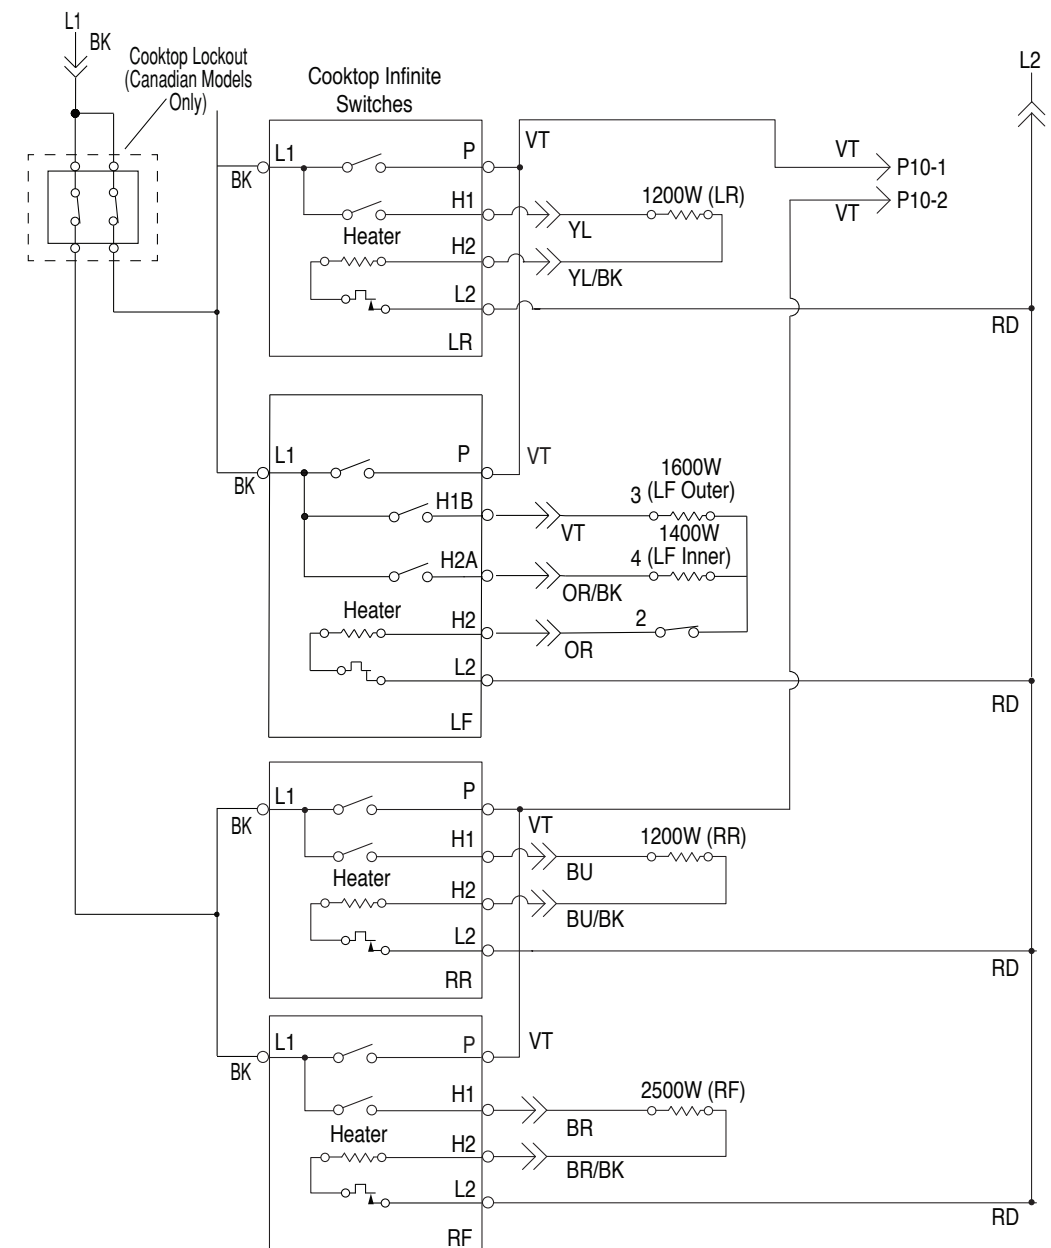 L1
BK
Cooktop Lockout
(Canadian Models
Only)
Cooktop Infinite
Switches
L2
L1
BK
P
VT
VT
P10-1
VT
P10-2
H1
YL
1200W (LR)
Heater
H2
YL/BK
L2
RD
LR
L1
BK
P
VT
H1B
VT
1600W
3 (LF Outer)
1400W
4 (LF Inner)
H2A
OR/BK
Heater
H2
OR
2
L2
RD
LF
L1
BK
P
VT
H1
BU
1200W (RR)
Heater
H2
BU/BK
L2
RD
RR
L1
BK
P
VT
H1
BR
2500W (RF)
Heater
H2
BR/BK
L2
RD
RF